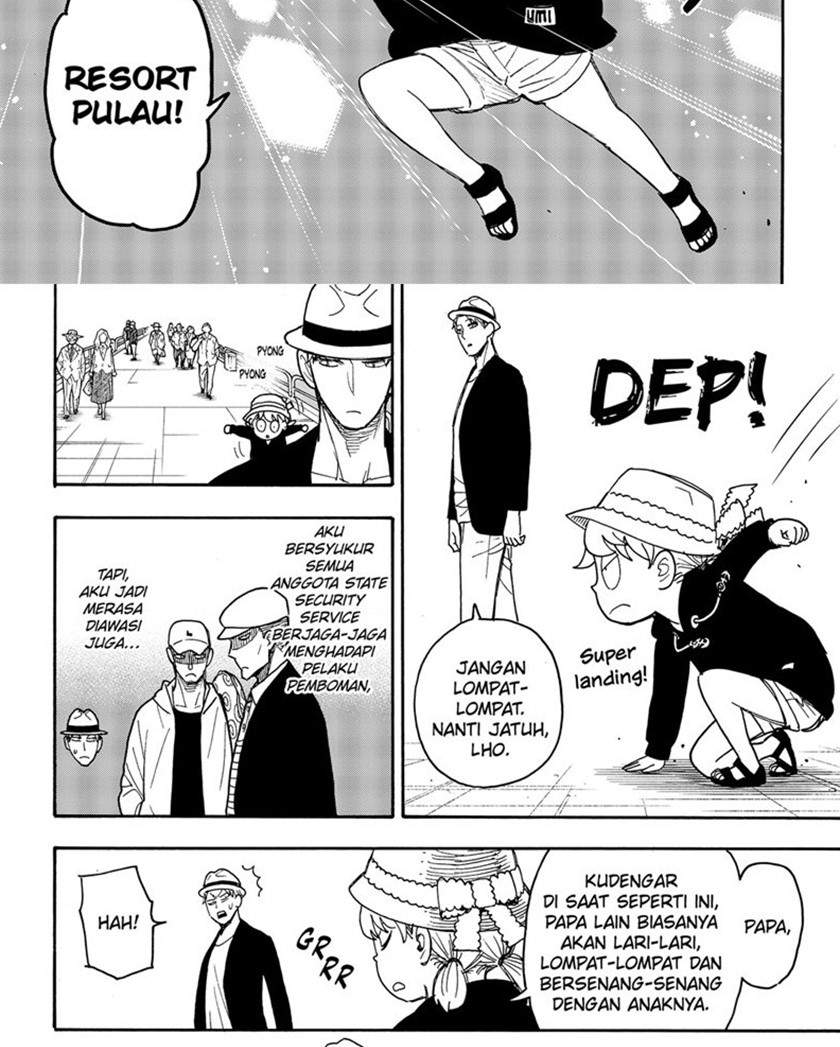 umi
RESORT
PULAU!
DEP!
Super
landing!
JANGAN
LOMPAT-
LOMPAT.
NANTI JATUH,
LHO.
PYONG
PYONG
AKU
BERSYUKUR
SEMUA
ANGGOTA STATE
SECURITY
SERVICE
BERJAGA-JAGA
MENGHADAPI
PELAKU
PEMBOMAN,
TAPI,
AKU JADI
MERASA
DIAWASI
JUGA...
PAPA,
KUDENGAR
DI SAAT SEPERTI INI,
PAPA LAIN BIASANYA
AKAN LARI-LARI,
LOMPAT-LOMPAT DAN
BERSENANG-SENANG
DENGAN ANAKNYA.
GRRRR
HAH!